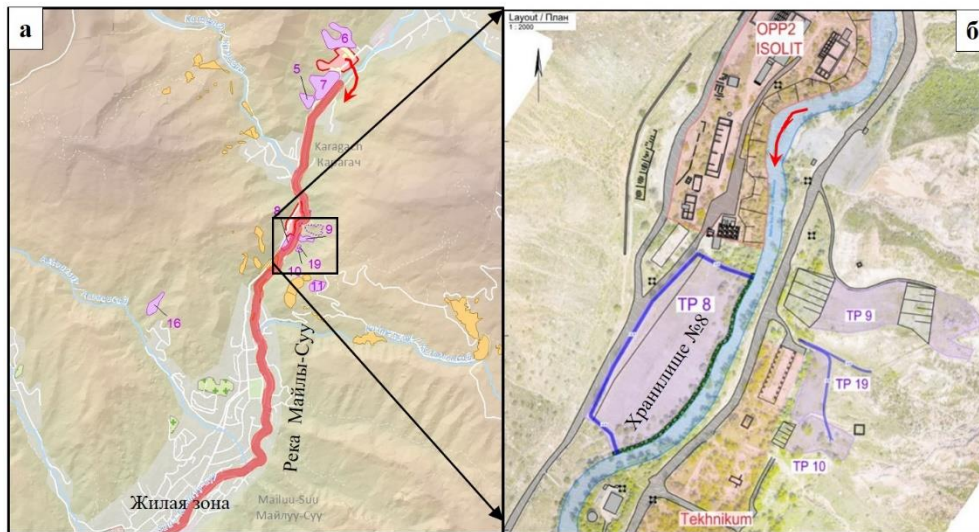 а
6
5
7
Karagach
Карагач
8
9
19
10
11
16
Река Майлы-Суу
Жилая зона
Mailuu-Suu
Майлуу-Суу
б
Layout / План
1 : 2000
OPP2
ISOLIT
TP 8
Хранилище №8
TP 9
TP 19
TP 10
Tekhnikum